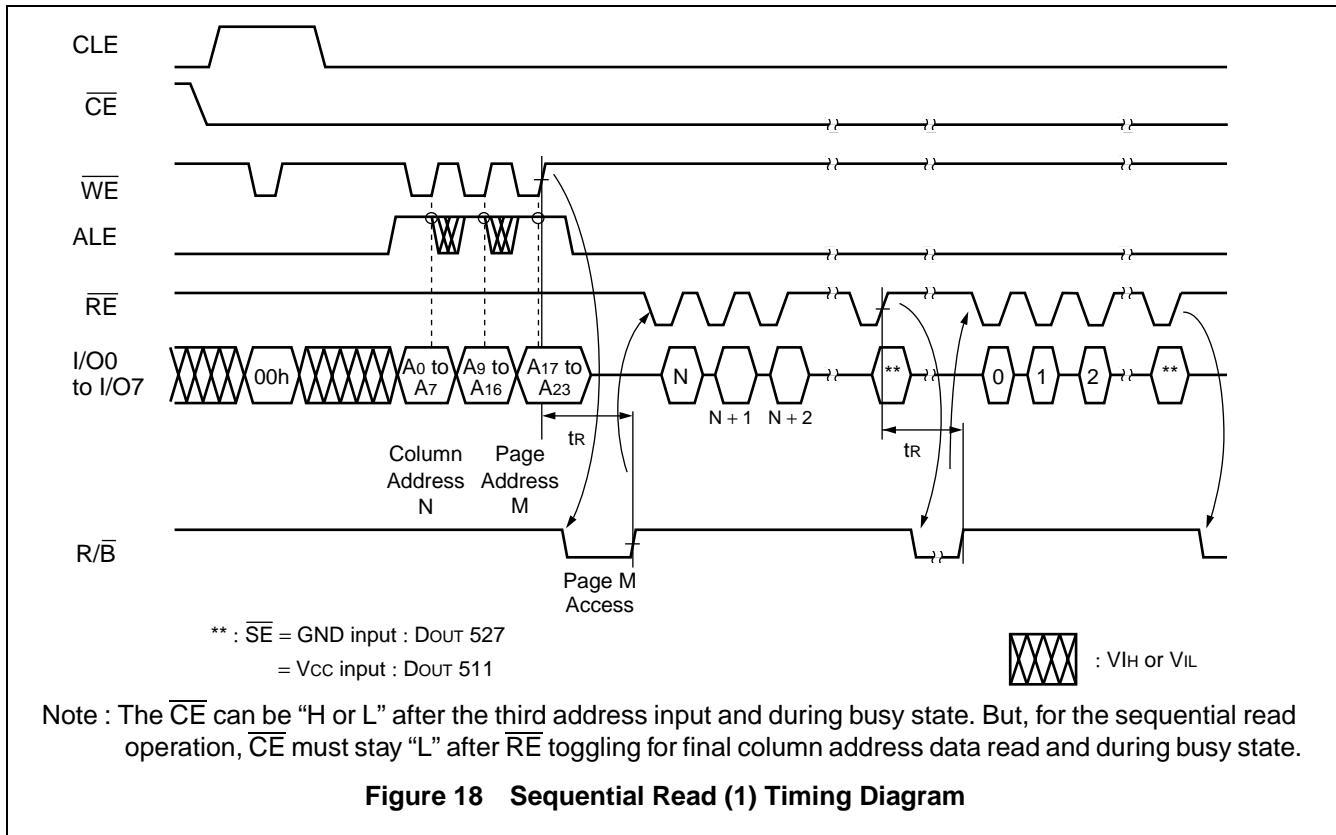 CLE
CE
WE
ALE
RE
I/O0
to I/O7
00h
A0 to
A7
A9 to
A16
A17 to
A23
N
N + 1
N + 2
**
0
1
2
**
tR
tR
Column
Address
N
Page
Address
M
R/B
Page M
Access
** : SE = GND input : DOUT 527
= VCC input : DOUT 511
: VIH or VIL
Note : The CE can be “H or L” after the third address input and during busy state. But, for the sequential read
operation, CE must stay “L” after RE toggling for final column address data read and during busy state.
Figure 18 Sequential Read (1) Timing Diagram